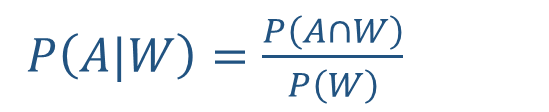 P(A|W) = P(A∩W) / P(W)